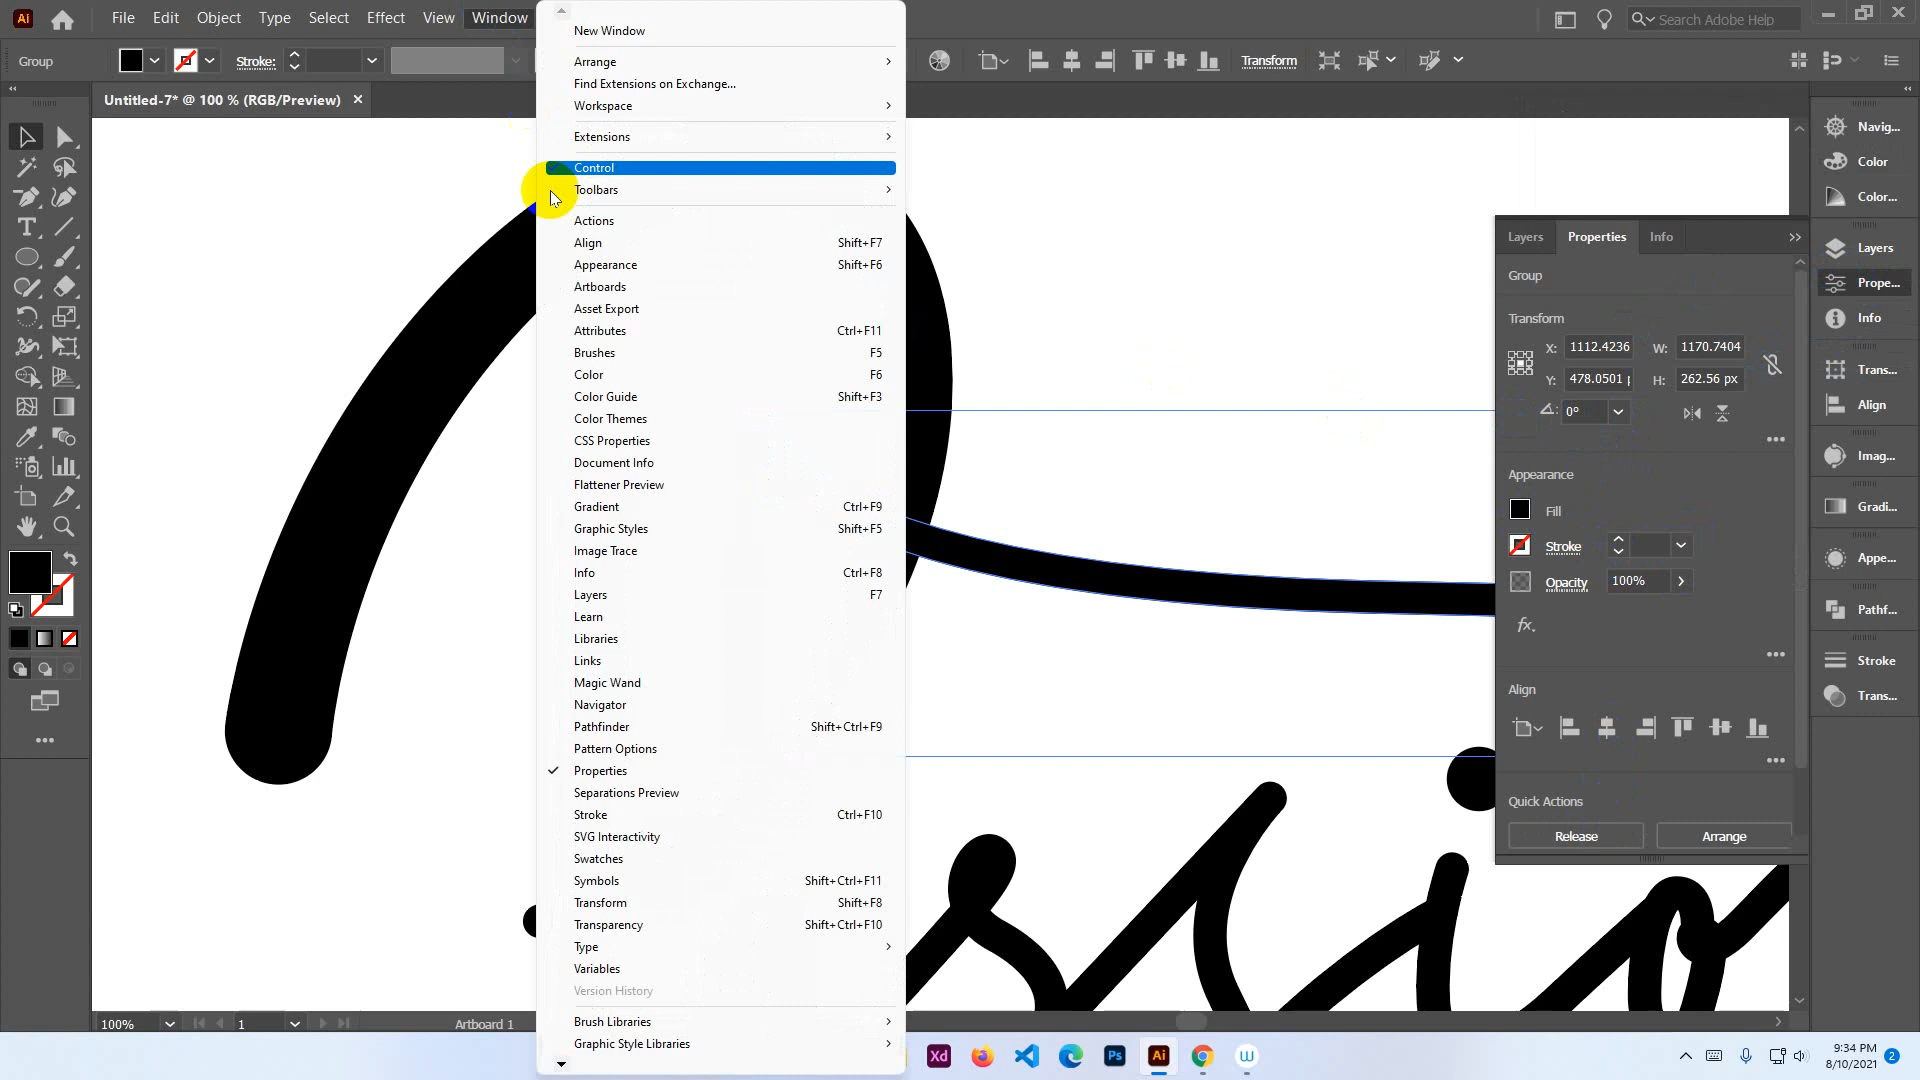 Ai File Edit Object Type Select Effect View Window Search Adobe Help
Group Stroke: Transform
Untitled-7* @ 100 % (RGB/Preview) ×
New Window
Arrange
Find Extensions on Exchange...
Workspace
Extensions
Control
Toolbars
Actions
Align Shift+F7
Appearance Shift+F6
Artboards
Asset Export
Attributes Ctrl+F11
Brushes F5
Color F6
Color Guide Shift+F3
Color Themes
CSS Properties
Document Info
Flattener Preview
Gradient Ctrl+F9
Graphic Styles Shift+F5
Image Trace
Info Ctrl+F8
Layers F7
Learn
Libraries
Links
Magic Wand
Navigator
Pathfinder Shift+Ctrl+F9
Pattern Options
Properties
Separations Preview
Stroke Ctrl+F10
SVG Interactivity
Swatches
Symbols Shift+Ctrl+F11
Transform Shift+F8
Transparency Shift+Ctrl+F10
Type
Variables
Version History
Brush Libraries
Graphic Style Libraries
Layers Properties Info
Group
Transform
X: 1112.4236 W: 1170.7404
Y: 478.0501 H: 262.56 px
0°
Appearance
Fill
Stroke
Opacity 100%
fx.
Align
Quick Actions
Release Arrange
Navig...
Color
Color...
Layers
Prope...
Info
Trans...
Align
Imag...
Gradi...
Appe...
Pathf...
Stroke
Trans...
100% 1 Artboard 1
Xd Ps Ai W
9:34 PM
8/10/2021 2